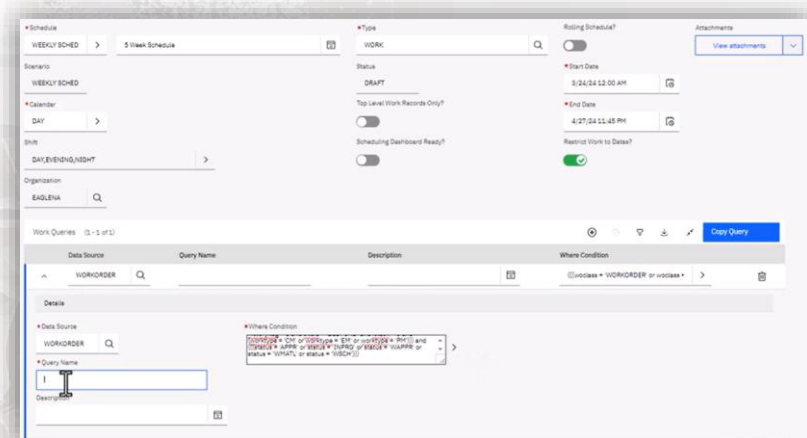 *Schedule *Type Rolling Schedule? Attachments
WEEKLY SCHED > 5 Week Schedule WORK View attachments
Scenario Status *Start Date
WEEKLY SCHED DRAFT 3/24/24 12:00 AM
*Calendar Top Level Work Records Only? *End Date
DAY > 4/27/24 11:45 PM
Shift Scheduling Dashboard Ready? Restrict Work to Dates?
DAY,EVENING,NIGHT >
Organization
EAGLENA
Work Queries (1 - 1 of 1) Copy Query
Data Source Query Name Description Where Condition
WORKORDER ((woclass = 'WORKORDER' or woclass = >
Details
*Data Source *Where Condition
WORKORDER (worktype = 'CM' or worktype = 'EM' or worktype = 'PM')) and
((status = 'APPR' or status = 'INPRG' or status = 'WAPPR' or
status = 'WMATL' or status = 'WSCH'))) >
*Query Name
Description